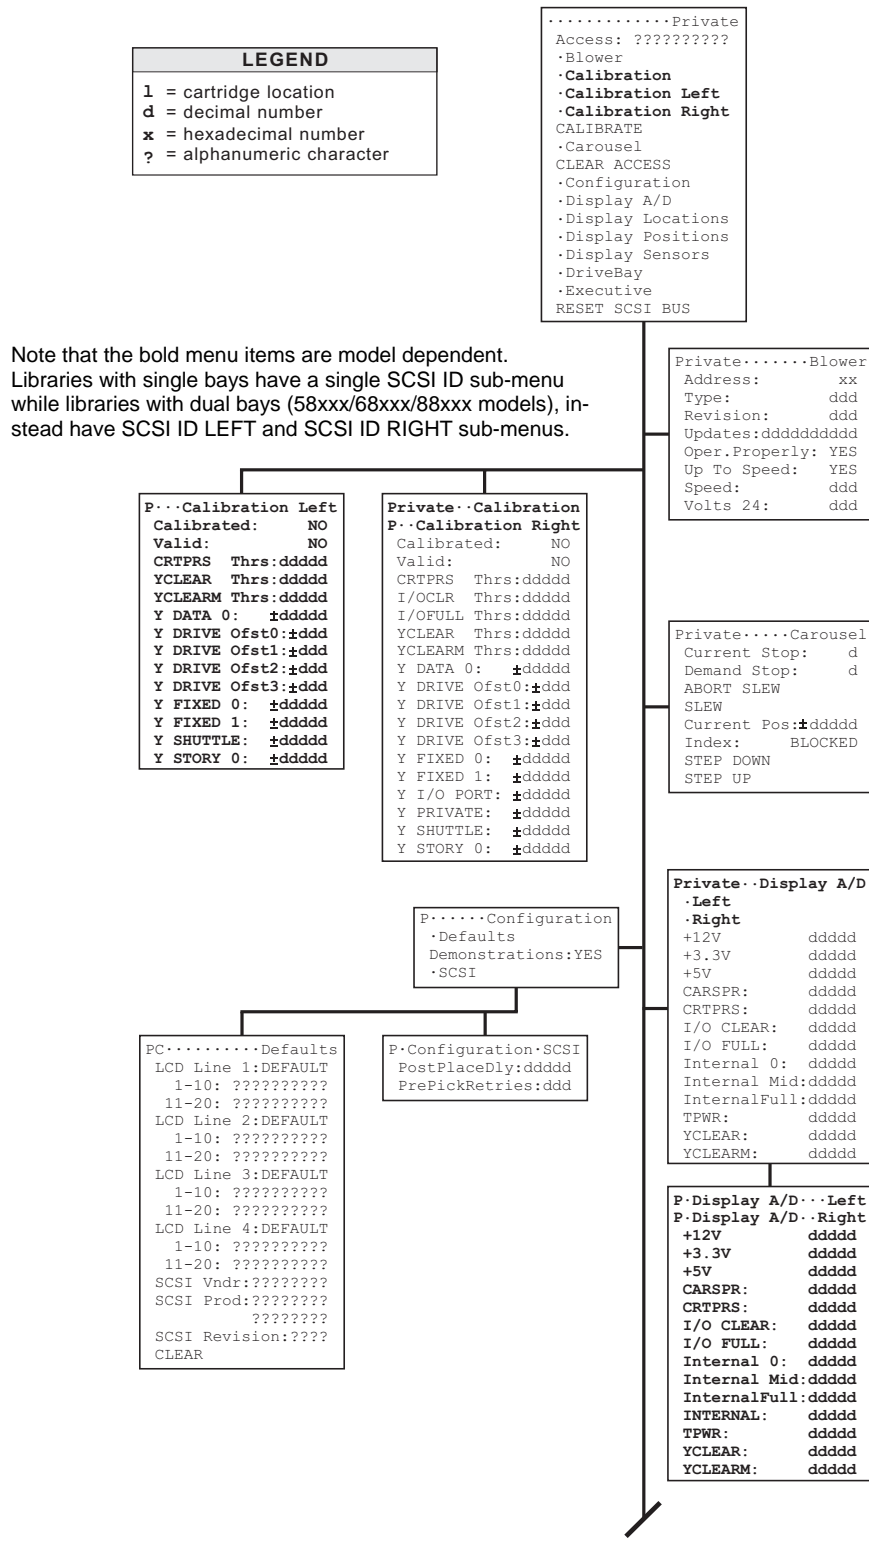 ·············Private
Access: ??????????
·Blower
·Calibration
·Calibration Left
·Calibration Right
CALIBRATE
·Carousel
CLEAR ACCESS
·Configuration
·Display A/D
·Display Locations
·Display Positions
·Display Sensors
·DriveBay
·Executive
RESET SCSI BUS
LEGEND
l = cartridge location
d = decimal number
x = hexadecimal number
? = alphanumeric character
Note that the bold menu items are model dependent.
Libraries with single bays have a single SCSI ID sub-menu
while libraries with dual bays (58xxx/68xxx/88xxx models), in-
stead have SCSI ID LEFT and SCSI ID RIGHT sub-menus.
Private·······Blower
Address: xx
Type: ddd
Revision: ddd
Updates:dddddddddd
Oper.Properly: YES
Up To Speed: YES
Speed: ddd
Volts 24: ddd
P···Calibration Left
Calibrated: NO
Valid: NO
CRTPRS Thrs:ddddd
YCLEAR Thrs:ddddd
YCLEARM Thrs:ddddd
Y DATA 0: ±ddddd
Y DRIVE Ofst0:±ddd
Y DRIVE Ofst1:±ddd
Y DRIVE Ofst2:±ddd
Y DRIVE Ofst3:±ddd
Y FIXED 0: ±ddddd
Y FIXED 1: ±ddddd
Y SHUTTLE: ±ddddd
Y STORY 0: ±ddddd
Private··Calibration
P··Calibration Right
Calibrated: NO
Valid: NO
CRTPRS Thrs:ddddd
I/OCLR Thrs:ddddd
I/OFULL Thrs:ddddd
YCLEAR Thrs:ddddd
YCLEARM Thrs:ddddd
Y DATA 0: ±ddddd
Y DRIVE Ofst0:±ddd
Y DRIVE Ofst1:±ddd
Y DRIVE Ofst2:±ddd
Y DRIVE Ofst3:±ddd
Y FIXED 0: ±ddddd
Y FIXED 1: ±ddddd
Y I/O PORT: ±ddddd
Y PRIVATE: ±ddddd
Y SHUTTLE: ±ddddd
Y STORY 0: ±ddddd
Private·····Carousel
Current Stop: d
Demand Stop: d
ABORT SLEW
SLEW
Current Pos:±ddddd
Index: BLOCKED
STEP DOWN
STEP UP
P······Configuration
·Defaults
Demonstrations:YES
·SCSI
PC··········Defaults
LCD Line 1:DEFAULT
1-10: ??????????
11-20: ??????????
LCD Line 2:DEFAULT
1-10: ??????????
11-20: ??????????
LCD Line 3:DEFAULT
1-10: ??????????
11-20: ??????????
LCD Line 4:DEFAULT
1-10: ??????????
11-20: ??????????
SCSI Vndr:????????
SCSI Prod:????????
????????
SCSI Revision:????
CLEAR
P·Configuration·SCSI
PostPlaceDly:ddddd
PrePickRetries:ddd
Private··Display A/D
·Left
·Right
+12V ddddd
+3.3V ddddd
+5V ddddd
CARSPR: ddddd
CRTPRS: ddddd
I/O CLEAR: ddddd
I/O FULL: ddddd
Internal 0: ddddd
Internal Mid:ddddd
InternalFull:ddddd
TPWR: ddddd
YCLEAR: ddddd
YCLEARM: ddddd
P·Display A/D···Left
P·Display A/D··Right
+12V ddddd
+3.3V ddddd
+5V ddddd
CARSPR: ddddd
CRTPRS: ddddd
I/O CLEAR: ddddd
I/O FULL: ddddd
Internal 0: ddddd
Internal Mid:ddddd
InternalFull:ddddd
INTERNAL: ddddd
TPWR: ddddd
YCLEAR: ddddd
YCLEARM: ddddd